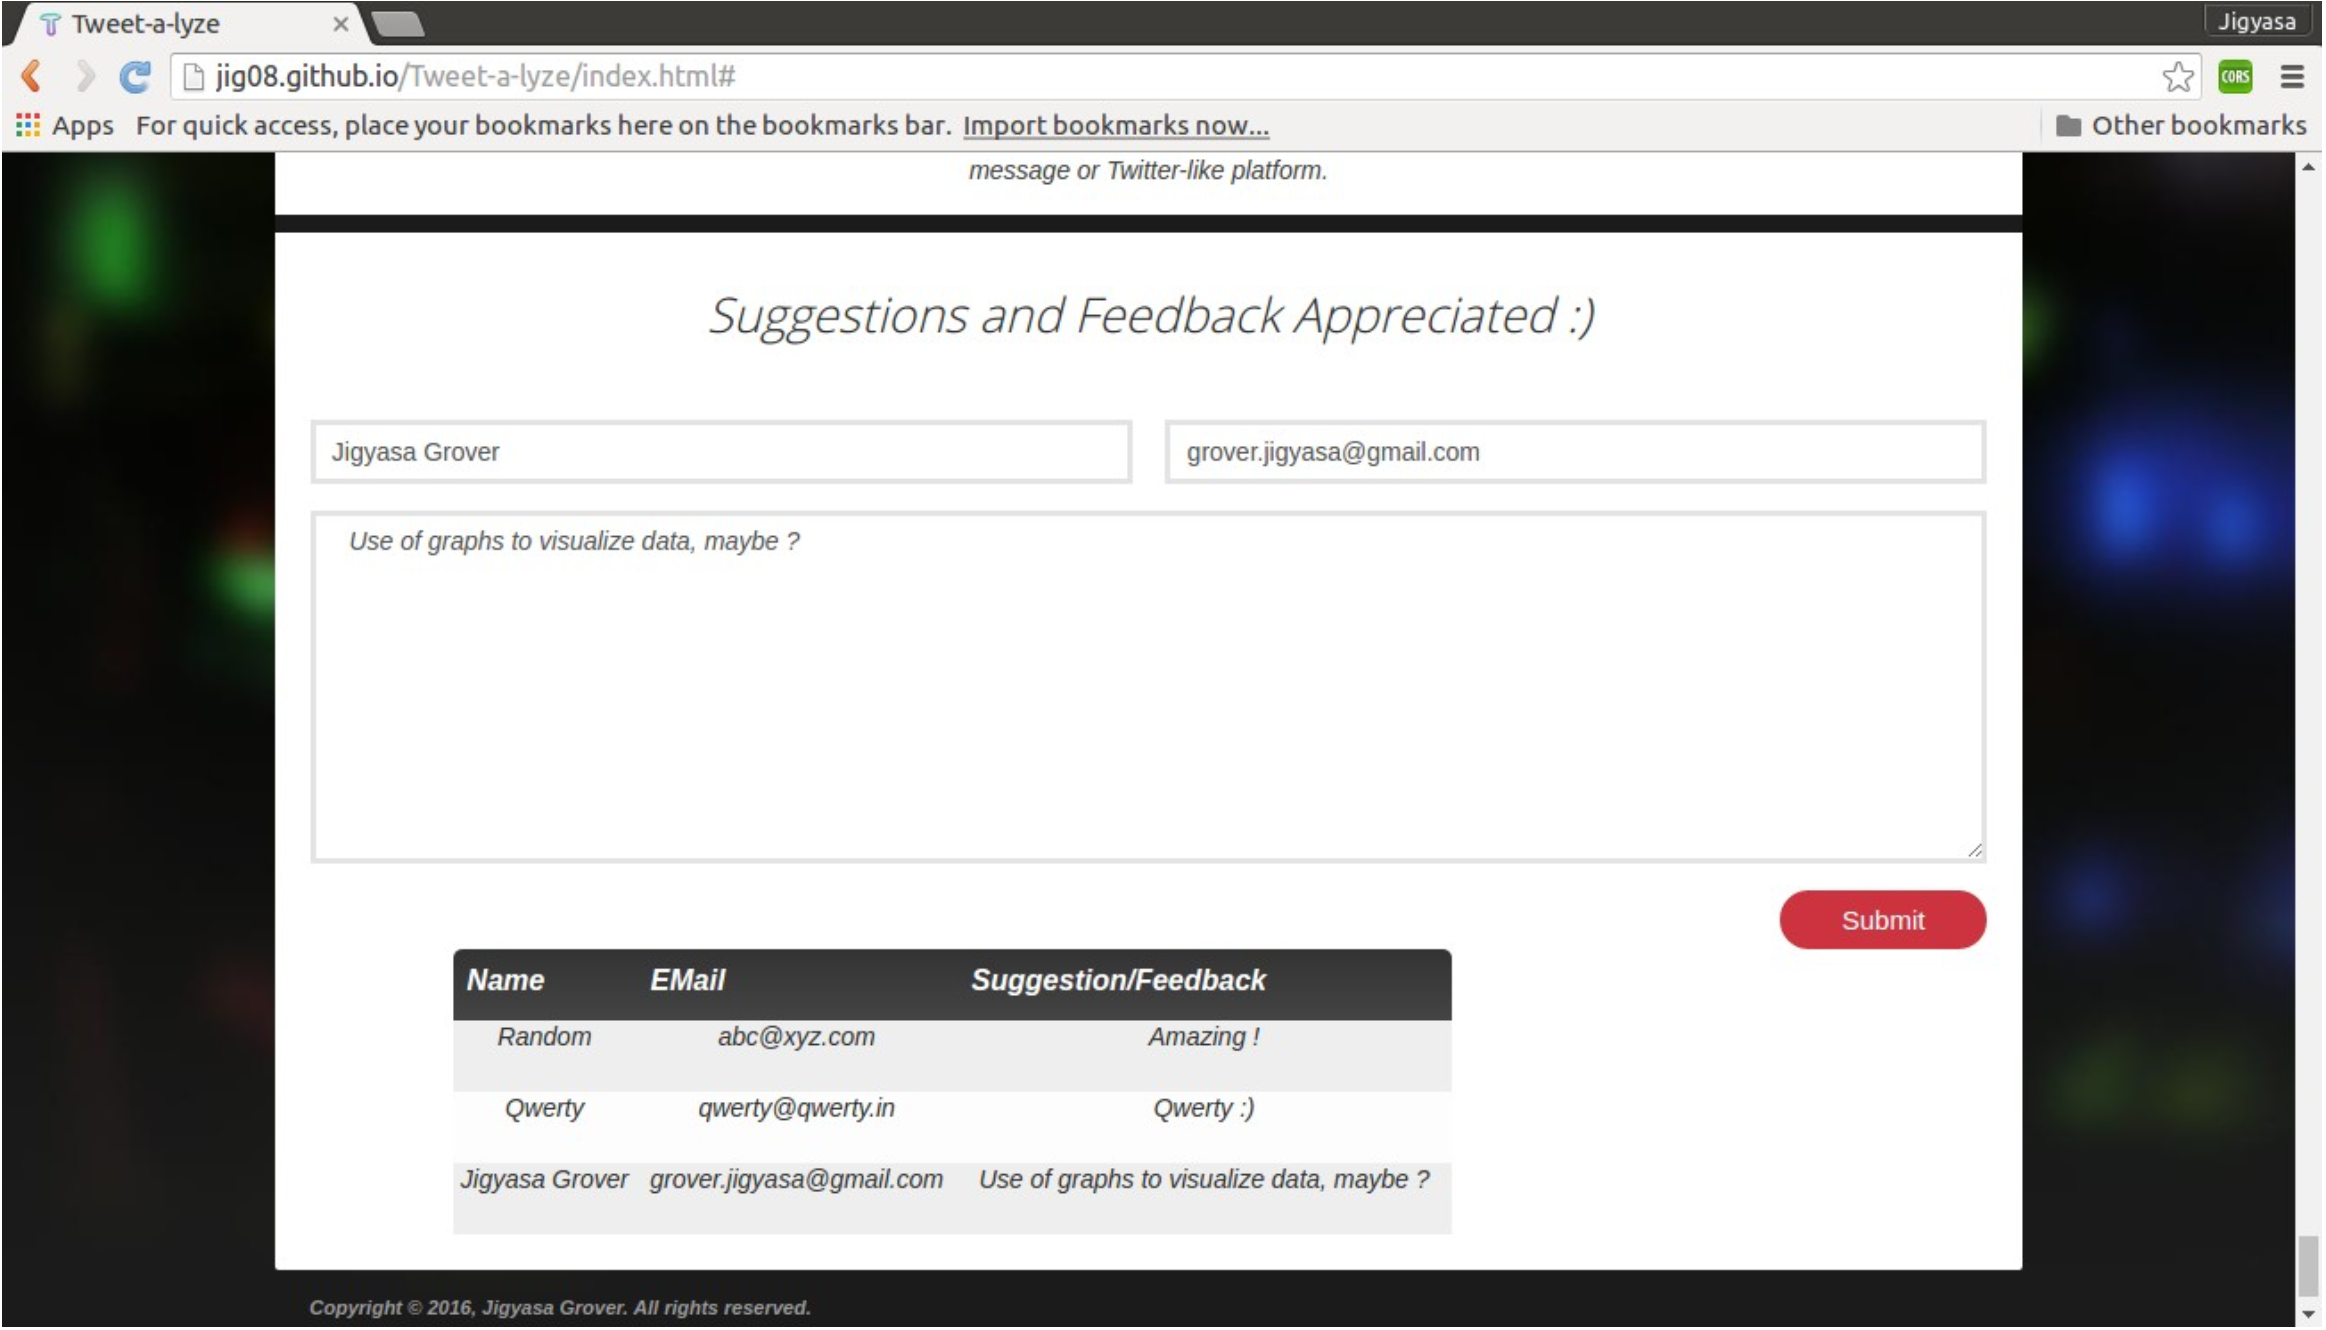 Tweet-a-lyze
Jigyasa
jig08.github.io/Tweet-a-lyze/index.html#
CORS
Apps For quick access, place your bookmarks here on the bookmarks bar. Import bookmarks now... Other bookmarks
message or Twitter-like platform.
Suggestions and Feedback Appreciated :)
Jigyasa Grover grover.jigyasa@gmail.com
Use of graphs to visualize data, maybe ?
Submit
Name EMail Suggestion/Feedback
Random abc@xyz.com Amazing !
Qwerty qwerty@qwerty.in Qwerty :)
Jigyasa Grover grover.jigyasa@gmail.com Use of graphs to visualize data, maybe ?
Copyright © 2016, Jigyasa Grover. All rights reserved.